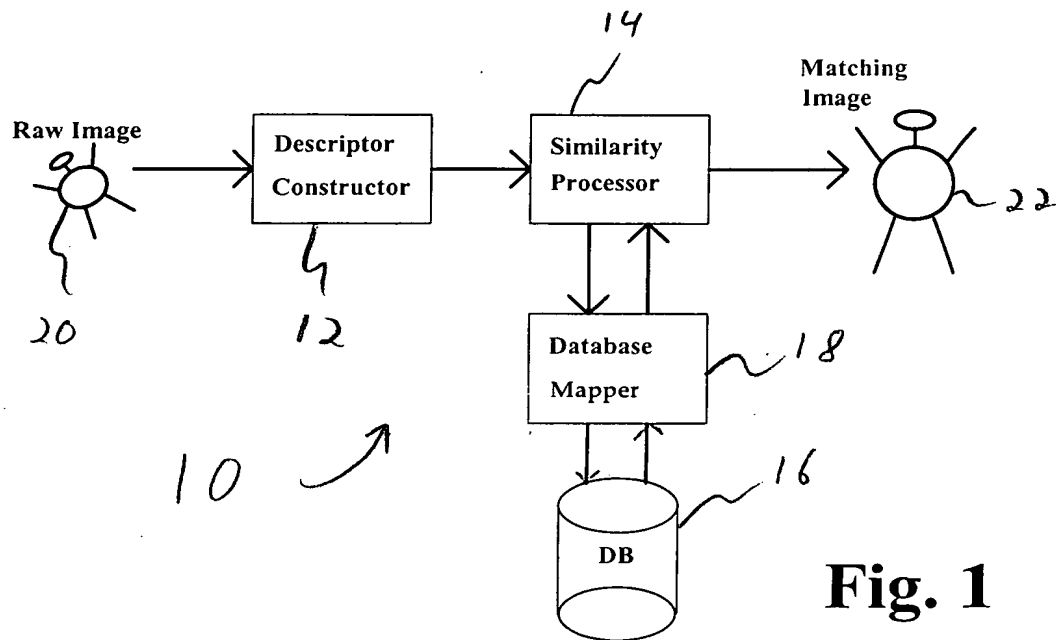 14
Matching
Image
Raw Image
Descriptor
Constructor
Similarity
Processor
22
20
12
Database
Mapper
18
10
16
DB
Fig. 1